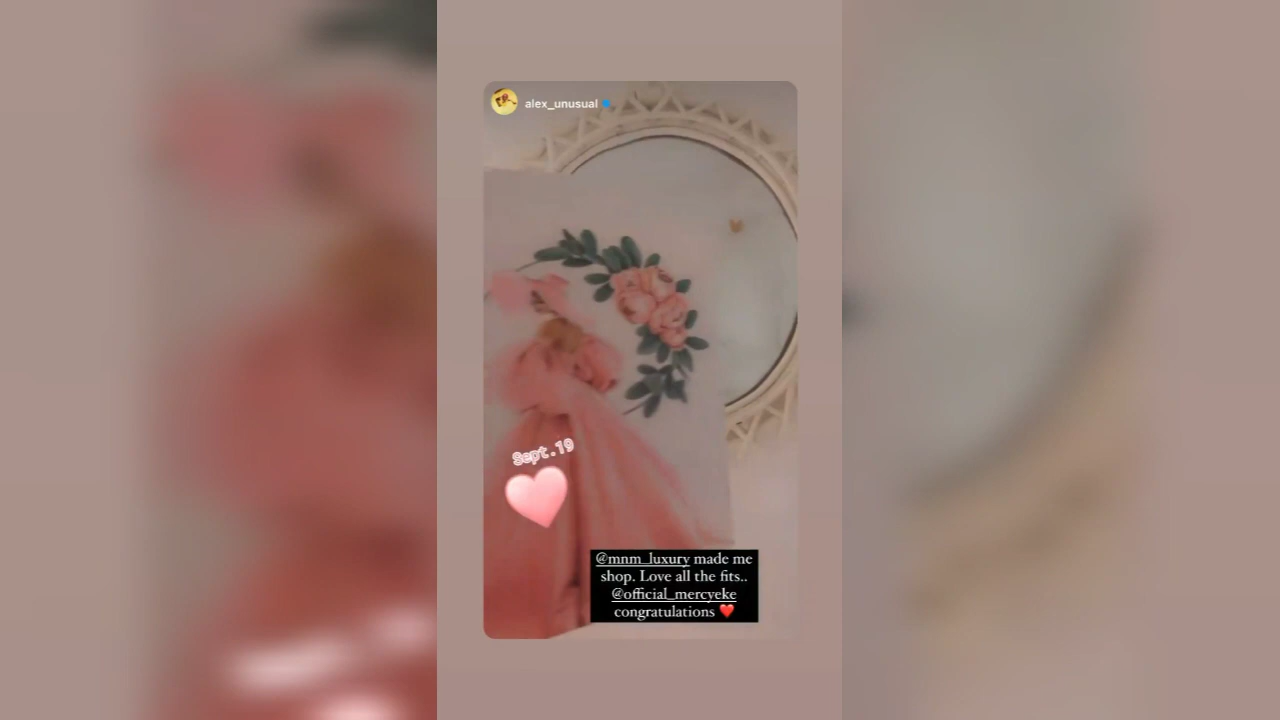 alex_unusual
Sept.19
@mnm_luxury made me
shop. Love all the fits..
@official_mercyeke
congratulations ❤️